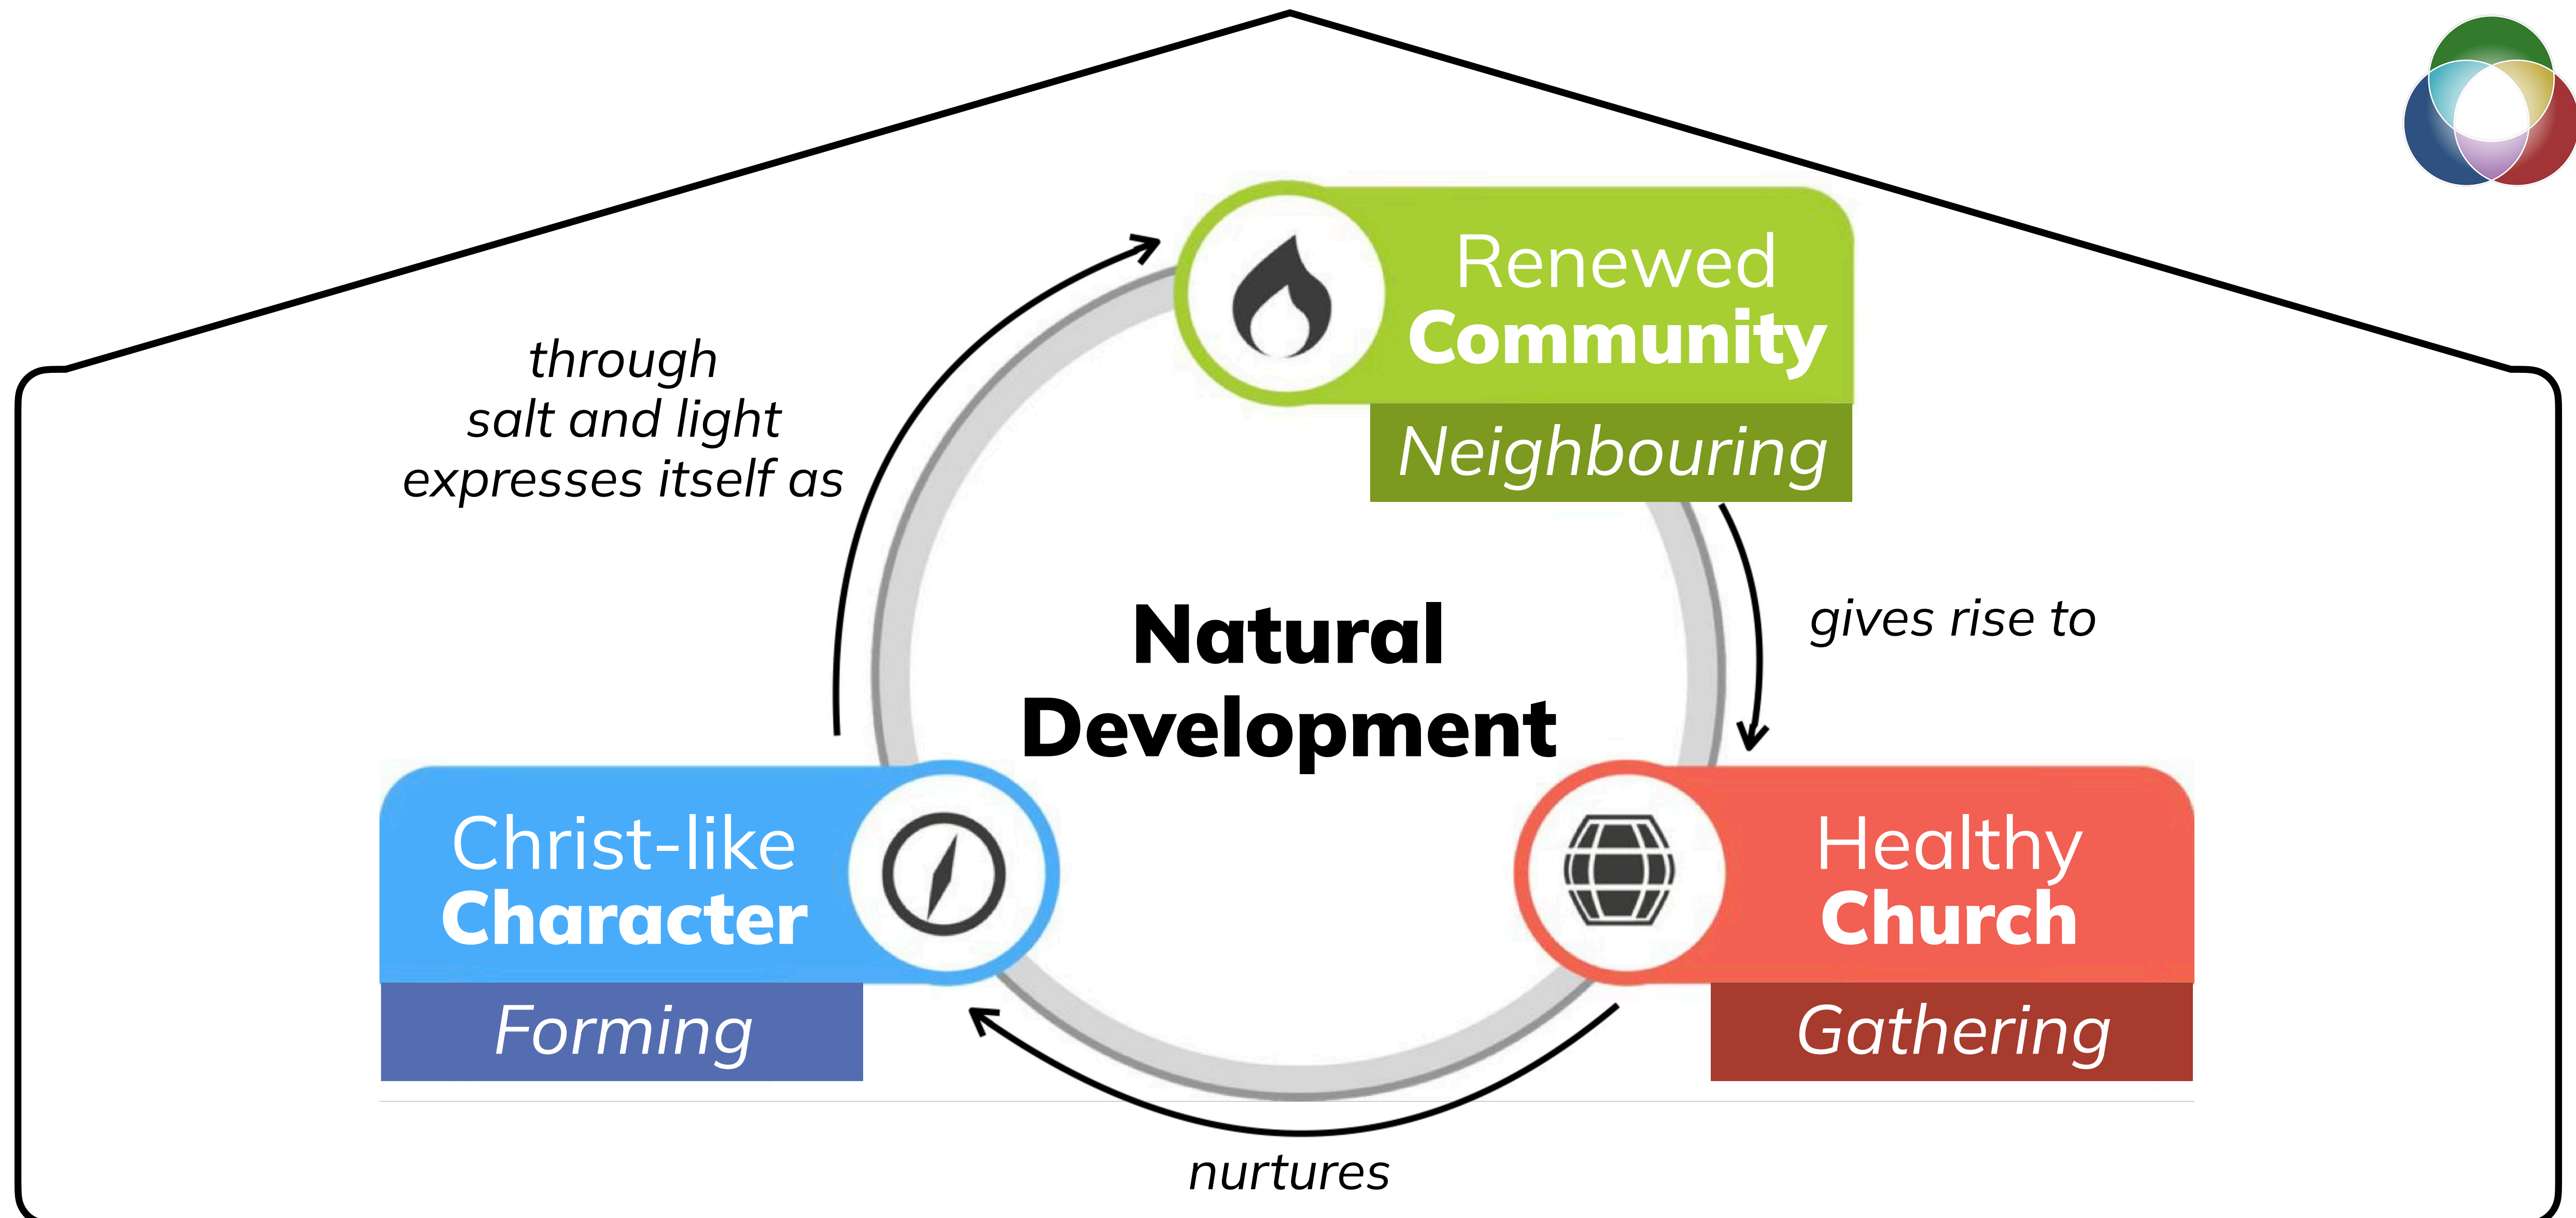 Renewed
Community
Neighbouring
through
salt and light
expresses itself as
gives rise to
Natural
Development
Christ-like
Character
Forming
Healthy
Church
Gathering
nurtures